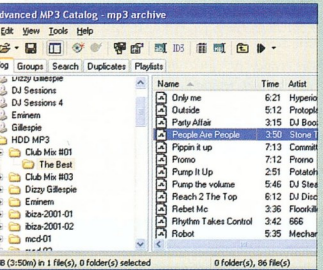 dvanced MP3 Catalog - mp3 archive
Edit View Tools Help
ID3
og Groups Search Duplicates Playlists
Dizzy Gillespie
DJ Sessions
DJ Sessions 4
Eminem
Gillespie
HDD MP3
Club Mix #01
The Best
Club Mix #03
Dizzy Gillespie
Eminem
ibiza-2001-01
ibiza-2001-02
mcd-01
Name Time Artist
Only me 6:21 Hyperio
Outside 5:12 Protopla
Party Affair 3:15 DJ Booz
People Are People 3:50 Stone T
Pippin it up 7:13 Committ
Promo 7:12 Promo
Pump It Up 2:51 Potatoh
Pump the volume 5:46 DJ Stea
Reach 2 The Top 6:12 DJ Disc
Rebet Mc 3:36 Floorkille
Rhythm Takes Control 3:42 666
Robot 5:35 Mechar
B (3:50m) in 1 file(s), 0 folder(s) selected
0 folder(s), 86 file(s)